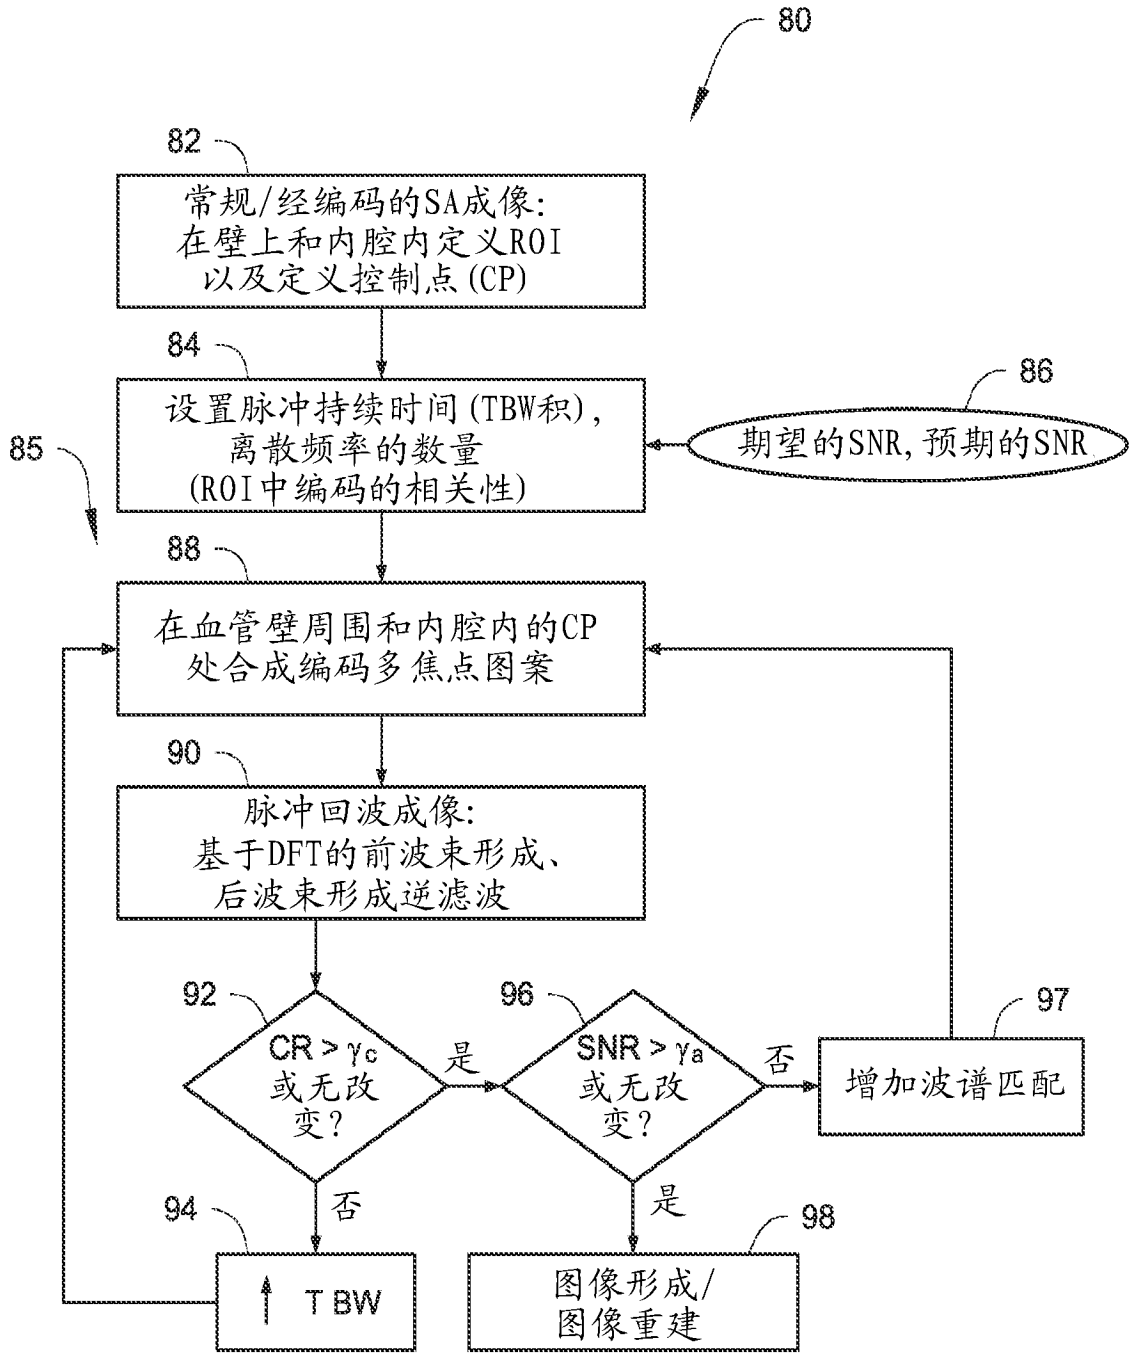 80
82
常规/经编码的SA成像:
在壁上和内腔内定义ROI
以及定义控制点(CP)
84
设置脉冲持续时间(TBW积),
离散频率的数量
(ROI中编码的相关性)
86
期望的SNR,预期的SNR
85
88
在血管壁周围和内腔内的CP
处合成编码多焦点图案
90
脉冲回波成像:
基于DFT的前波束形成、
后波束形成逆滤波
92
CR > γc
或无改
变?
是
96
SNR > γa
或无改
变?
否
97
增加波谱匹配
否
94
↑ T BW
是
98
图像形成/
图像重建